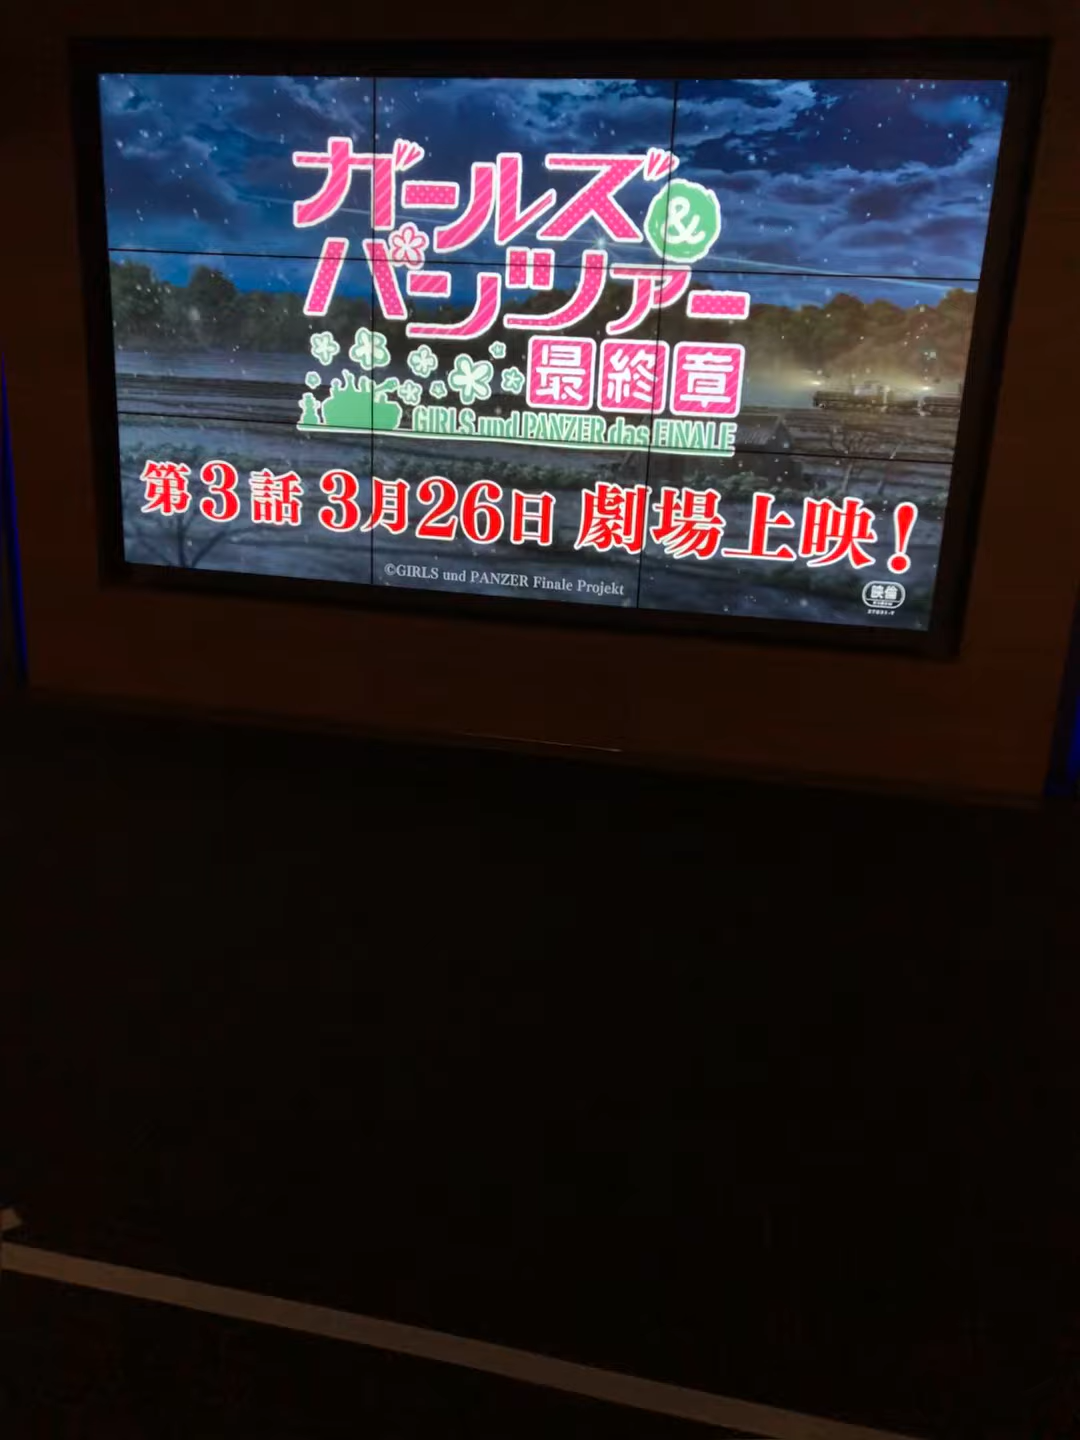 ガールズ&
パンツァー
最終章
GIRLS und PANZER das FINALE
第3話 3月26日 劇場上映!
©GIRLS und PANZER Finale Projekt
映倫